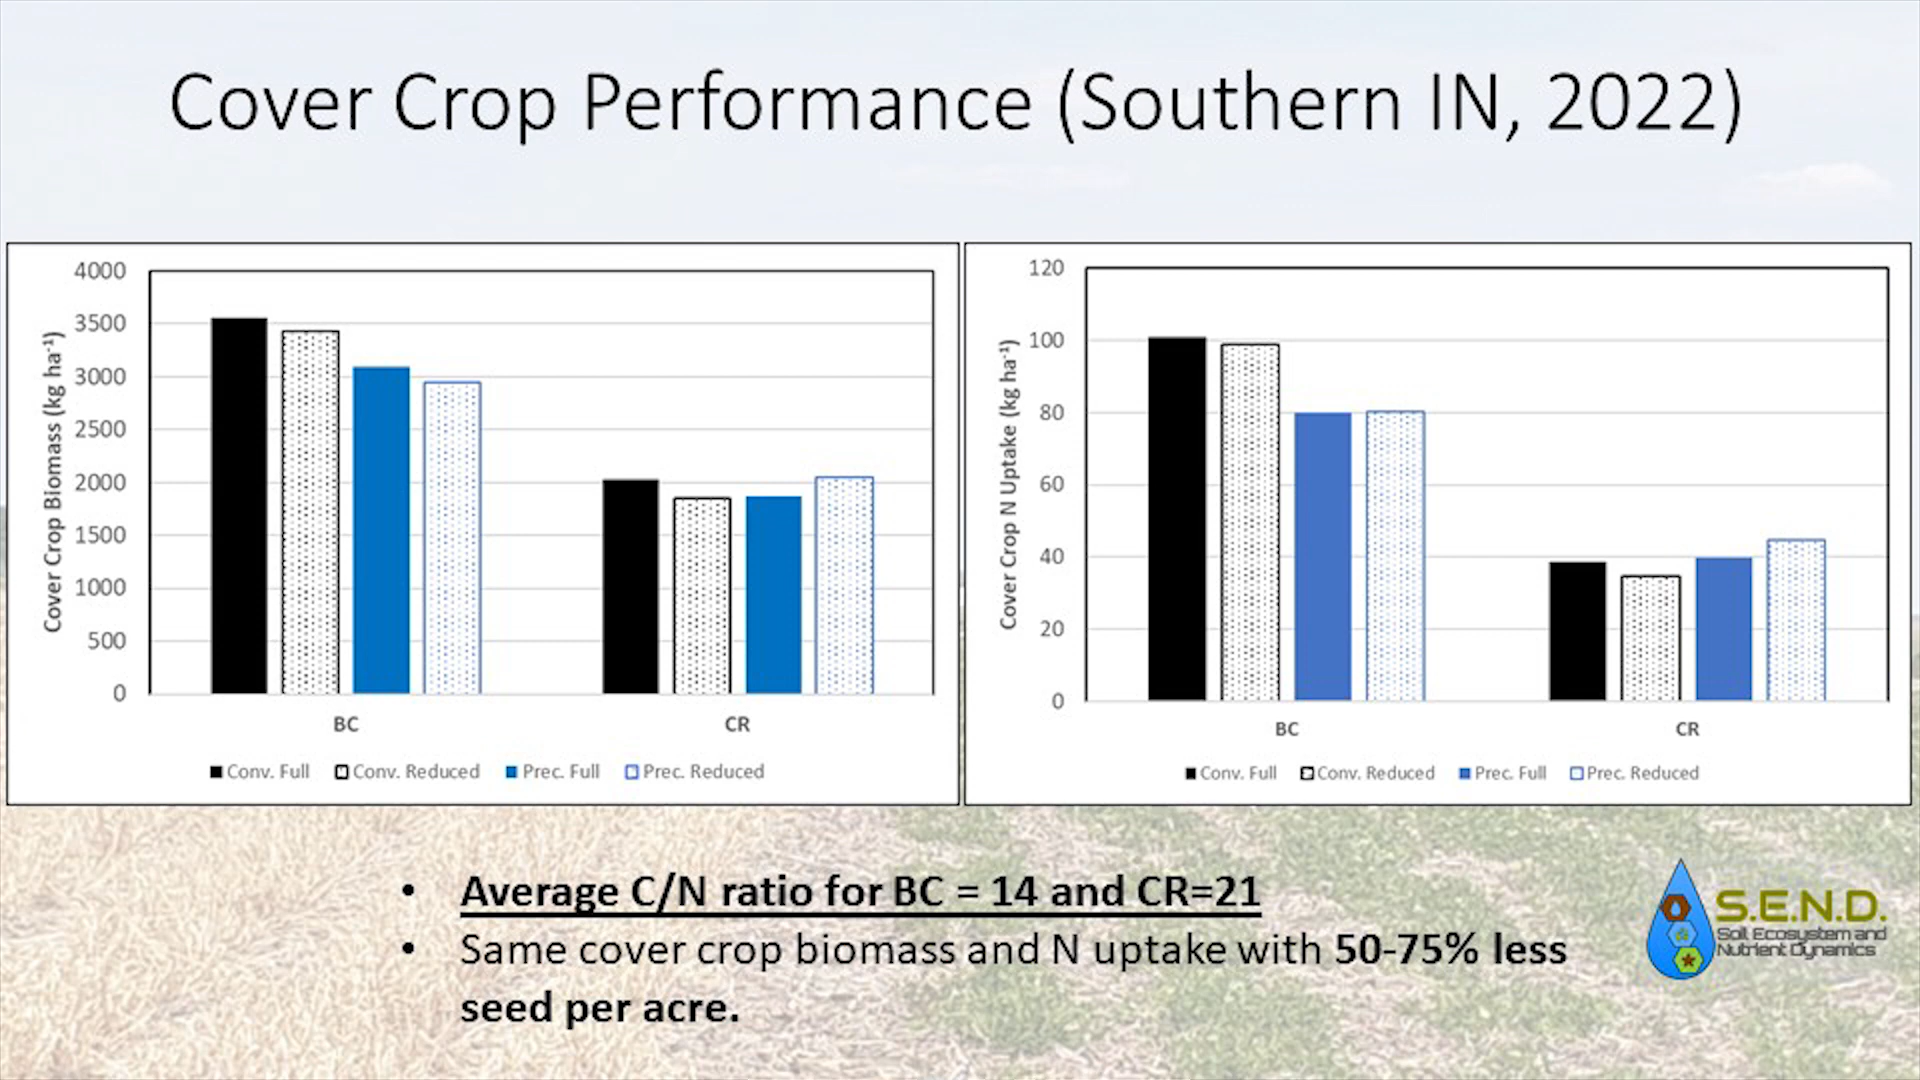 Cover Crop Performance (Southern IN, 2022)
Cover Crop Biomass (kg ha⁻¹)
4000
3500
3000
2500
2000
1500
1000
500
0
BC
CR
Conv. Full
Conv. Reduced
Prec. Full
Prec. Reduced
Cover Crop N Uptake (kg ha⁻¹)
120
100
80
60
40
20
0
BC
CR
Conv. Full
Conv. Reduced
Prec. Full
Prec. Reduced
• Average C/N ratio for BC = 14 and CR=21
• Same cover crop biomass and N uptake with 50-75% less
seed per acre.
S.E.N.D.
Soil Ecosystem and
Nutrient Dynamics